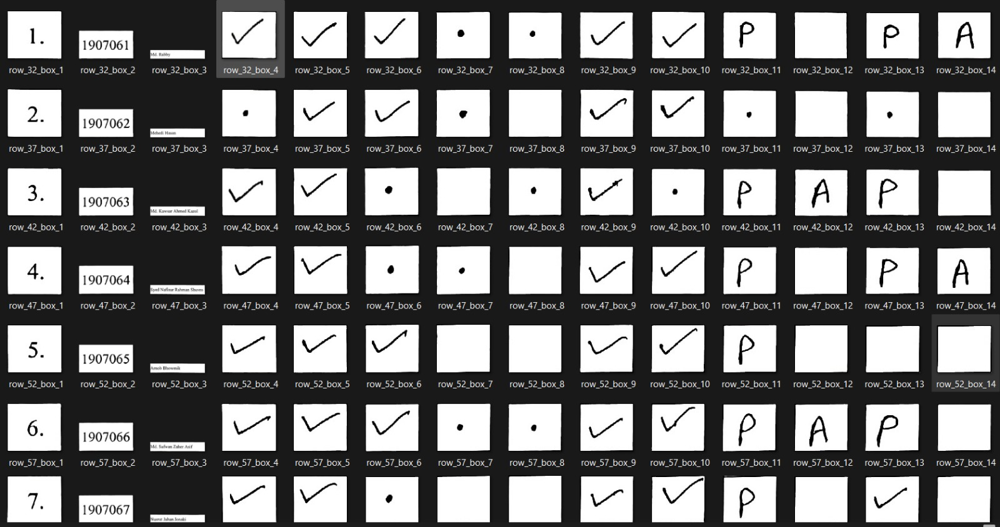 1. 1907061 Md. Rabby ✓ ✓ ✓ • • ✓ ✓ P P A
row_32_box_1 row_32_box_2 row_32_box_3 row_32_box_4 row_32_box_5 row_32_box_6 row_32_box_7 row_32_box_8 row_32_box_9 row_32_box_10 row_32_box_11 row_32_box_12 row_32_box_13 row_32_box_14
2. 1907062 Mehedi Hasan • ✓ ✓ • ✓ ✓ • •
row_37_box_1 row_37_box_2 row_37_box_3 row_37_box_4 row_37_box_5 row_37_box_6 row_37_box_7 row_37_box_8 row_37_box_9 row_37_box_10 row_37_box_11 row_37_box_12 row_37_box_13 row_37_box_14
3. 1907063 Md. Kawsar Ahmed Kazol ✓ ✓ • • ✓ • P A P
row_42_box_1 row_42_box_2 row_42_box_3 row_42_box_4 row_42_box_5 row_42_box_6 row_42_box_7 row_42_box_8 row_42_box_9 row_42_box_10 row_42_box_11 row_42_box_12 row_42_box_13 row_42_box_14
4. 1907064 Syed Nafinur Rahman Shuvro ✓ ✓ • • ✓ ✓ P P A
row_47_box_1 row_47_box_2 row_47_box_3 row_47_box_4 row_47_box_5 row_47_box_6 row_47_box_7 row_47_box_8 row_47_box_9 row_47_box_10 row_47_box_11 row_47_box_12 row_47_box_13 row_47_box_14
5. 1907065 Arnob Bhowmik ✓ ✓ ✓ ✓ ✓ P
row_52_box_1 row_52_box_2 row_52_box_3 row_52_box_4 row_52_box_5 row_52_box_6 row_52_box_7 row_52_box_8 row_52_box_9 row_52_box_10 row_52_box_11 row_52_box_12 row_52_box_13 row_52_box_14
6. 1907066 Md. Safwan Zaher Asif ✓ ✓ ✓ • • ✓ ✓ P A P
row_57_box_1 row_57_box_2 row_57_box_3 row_57_box_4 row_57_box_5 row_57_box_6 row_57_box_7 row_57_box_8 row_57_box_9 row_57_box_10 row_57_box_11 row_57_box_12 row_57_box_13 row_57_box_14
7. 1907067 Nusrat Jahan Jonaki ✓ ✓ • ✓ ✓ P ✓